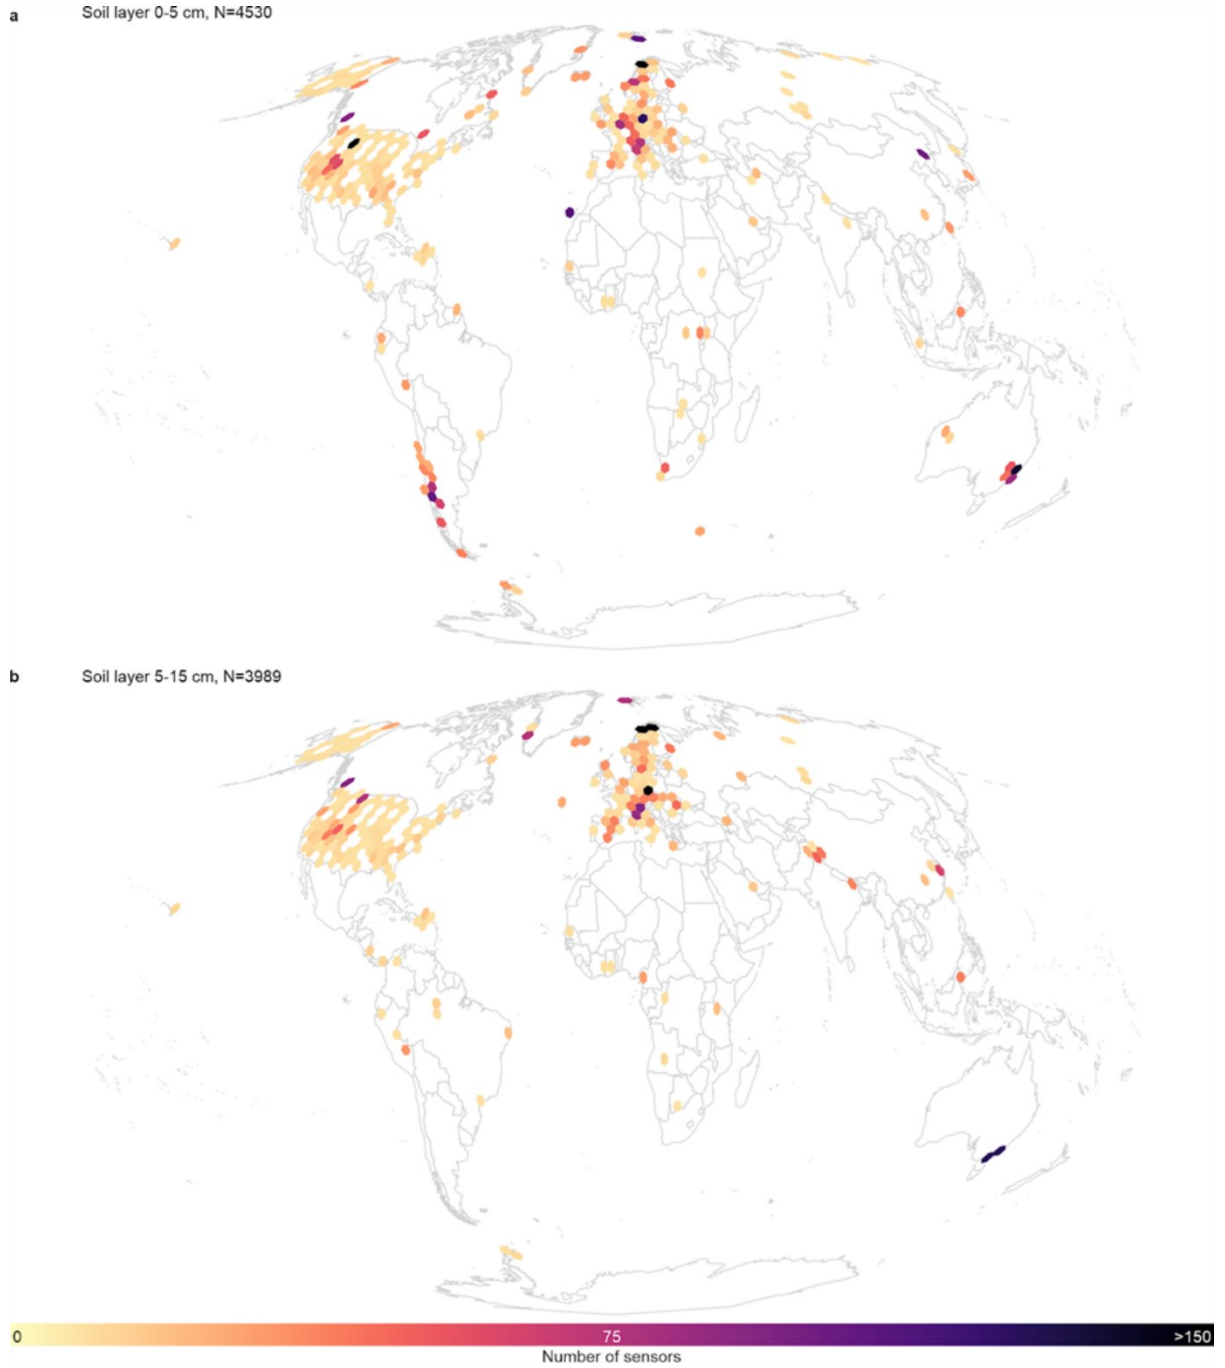 a
Soil layer 0-5 cm, N=4530
b
Soil layer 5-15 cm, N=3989
0
75
>150
Number of sensors